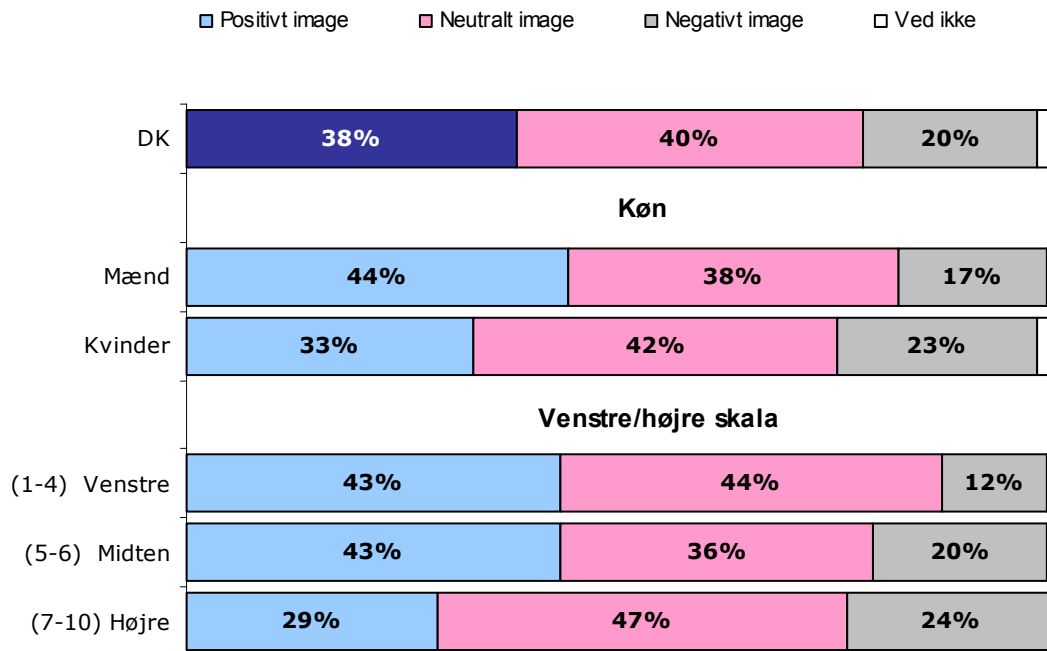 Positivt image Neutralt image Negativt image Ved ikke
DK 38% 40% 20%
Køn
Mænd 44% 38% 17%
Kvinder 33% 42% 23%
Venstre/højre skala
(1-4) Venstre 43% 44% 12%
(5-6) Midten 43% 36% 20%
(7-10) Højre 29% 47% 24%